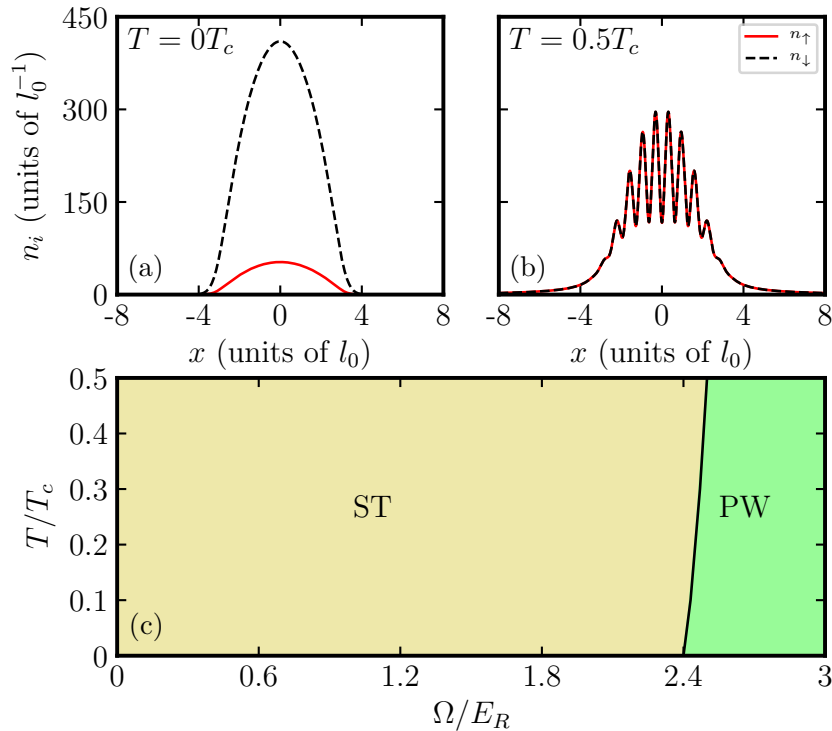 T = 0T_c
T = 0.5T_c
n_↑
n_↓
450
300
150
0
n_i (units of l_0^{-1})
(a)
(b)
-8 -4 0 4 8
-8 -4 0 4 8
x (units of l_0)
x (units of l_0)
0.5
0.4
0.3
0.2
0.1
0
T/T_c
ST
PW
(c)
0 0.6 1.2 1.8 2.4 3
Ω/E_R